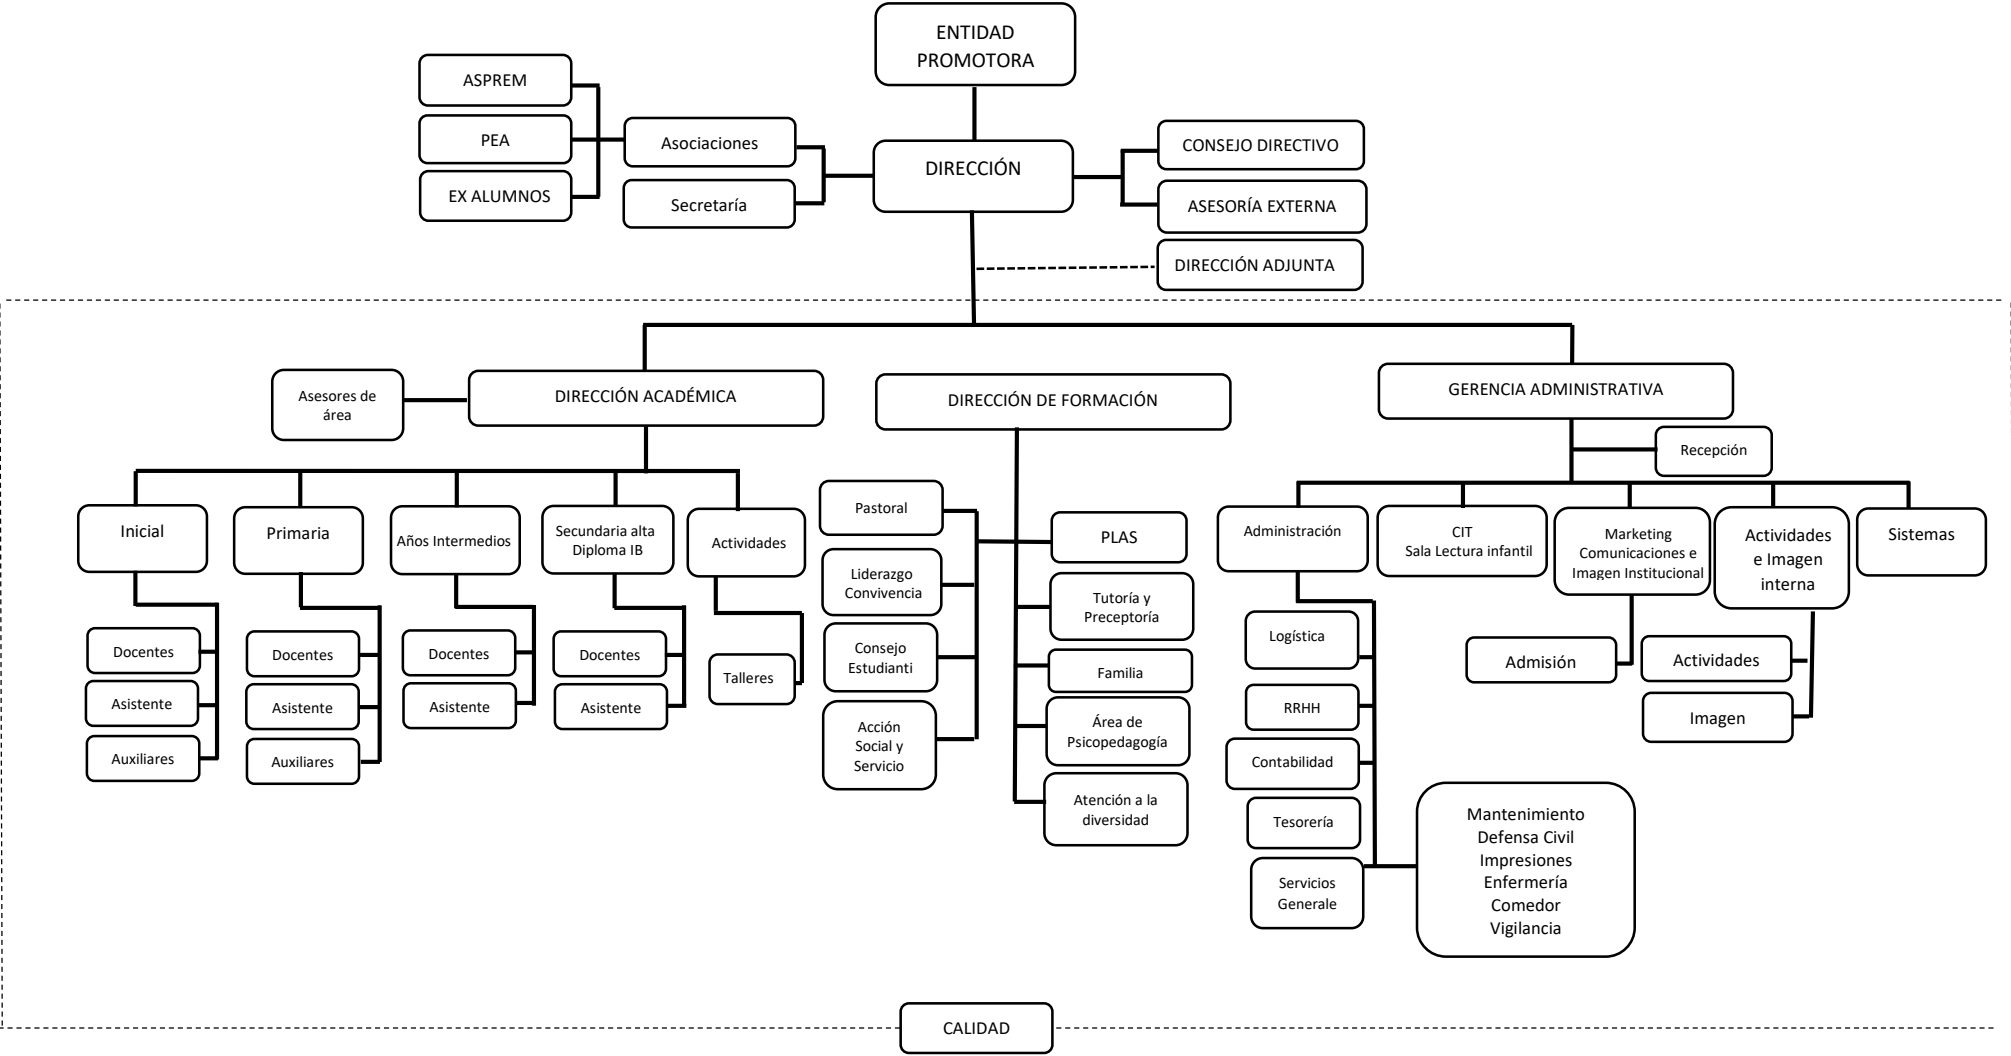 ENTIDAD
PROMOTORA
ASPREM
PEA
EX ALUMNOS
Asociaciones
Secretaría
DIRECCIÓN
CONSEJO DIRECTIVO
ASESORÍA EXTERNA
DIRECCIÓN ADJUNTA
Asesores de
área
DIRECCIÓN ACADÉMICA
DIRECCIÓN DE FORMACIÓN
GERENCIA ADMINISTRATIVA
Recepción
Inicial
Primaria
Años Intermedios
Secundaria alta
Diploma IB
Actividades
Docentes
Asistente
Auxiliares
Docentes
Asistente
Auxiliares
Docentes
Asistente
Docentes
Asistente
Talleres
Pastoral
Liderazgo
Convivencia
Consejo
Estudianti
Acción
Social y
Servicio
PLAS
Tutoría y
Preceptoría
Familia
Área de
Psicopedagogía
Atención a la
diversidad
Administración
CIT
Sala Lectura infantil
Marketing
Comunicaciones e
Imagen Institucional
Actividades
e Imagen
interna
Sistemas
Logística
RRHH
Contabilidad
Tesorería
Servicios
Generale
Admisión
Actividades
Imagen
Mantenimiento
Defensa Civil
Impresiones
Enfermería
Comedor
Vigilancia
CALIDAD